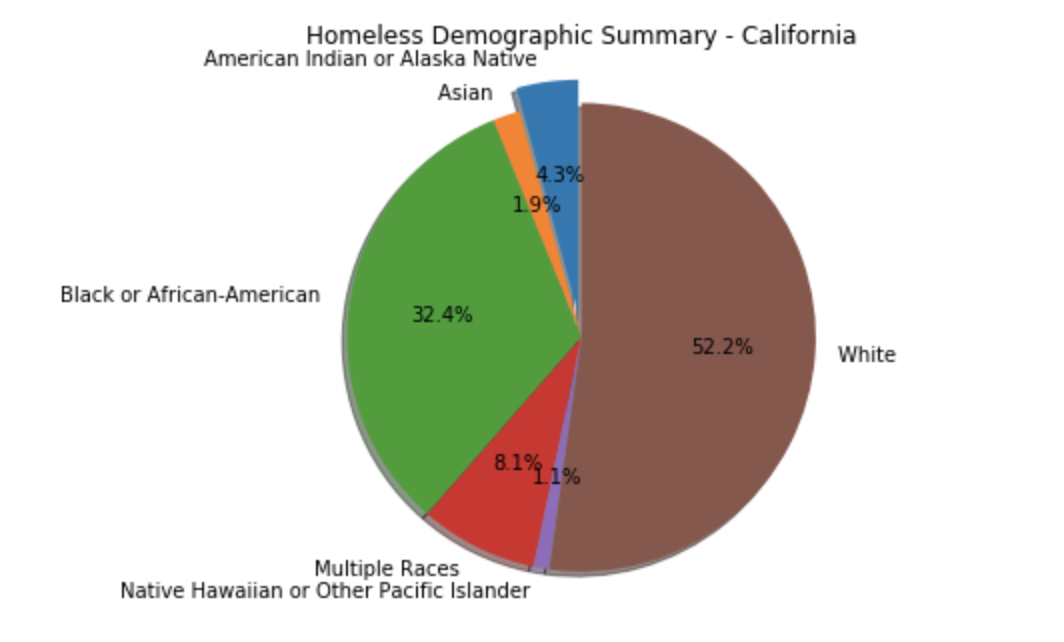 Homeless Demographic Summary - California
American Indian or Alaska Native
Asian
4.3%
1.9%
Black or African-American
32.4%
52.2%
White
8.1%
1.1%
Multiple Races
Native Hawaiian or Other Pacific Islander